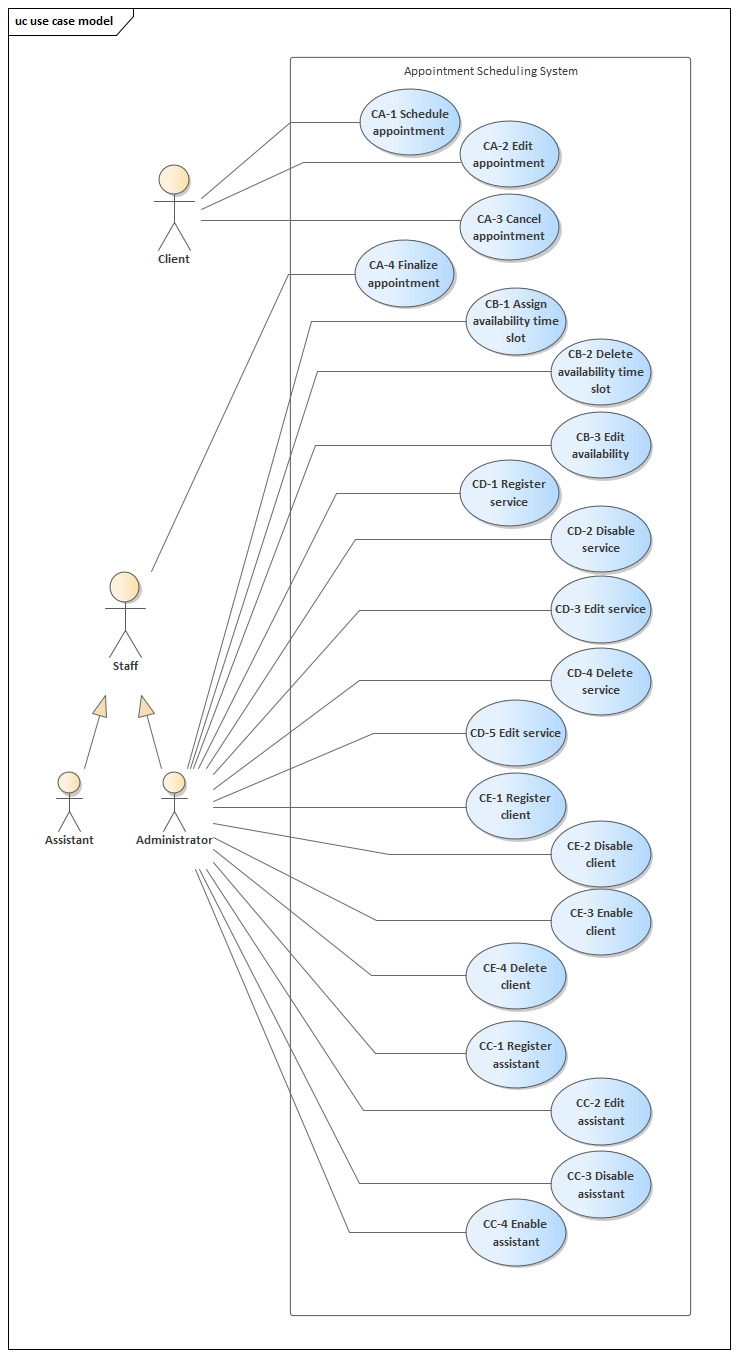 uc use case model
Appointment Scheduling System
CA-1 Schedule
appointment
CA-2 Edit
appointment
Client
CA-3 Cancel
appointment
CA-4 Finalize
appointment
CB-1 Assign
availability time
slot
CB-2 Delete
availability time
slot
CB-3 Edit
availability
CD-1 Register
service
CD-2 Disable
service
CD-3 Edit service
Staff
CD-4 Delete
service
CD-5 Edit service
CE-1 Register
client
Assistant
Administrator
CE-2 Disable
client
CE-3 Enable
client
CE-4 Delete
client
CC-1 Register
assistant
CC-2 Edit
assistant
CC-3 Disable
asisstant
CC-4 Enable
assistant